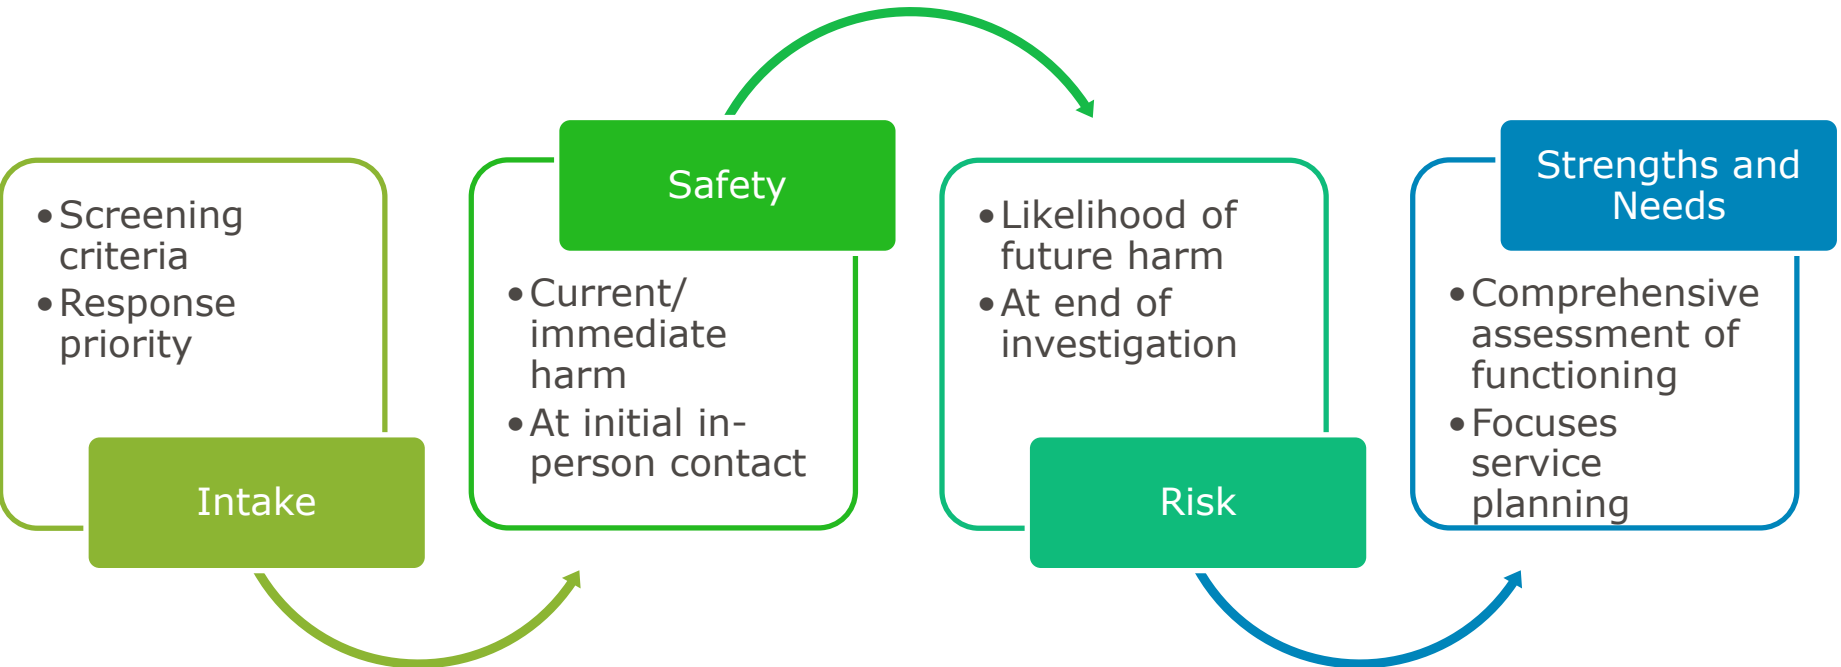 •Screening
criteria
•Response
priority
Intake
Safety
•Current/
immediate
harm
•At initial in-
person contact
•Likelihood of
future harm
•At end of
investigation
Risk
Strengths and
Needs
•Comprehensive
assessment of
functioning
•Focuses
service
planning